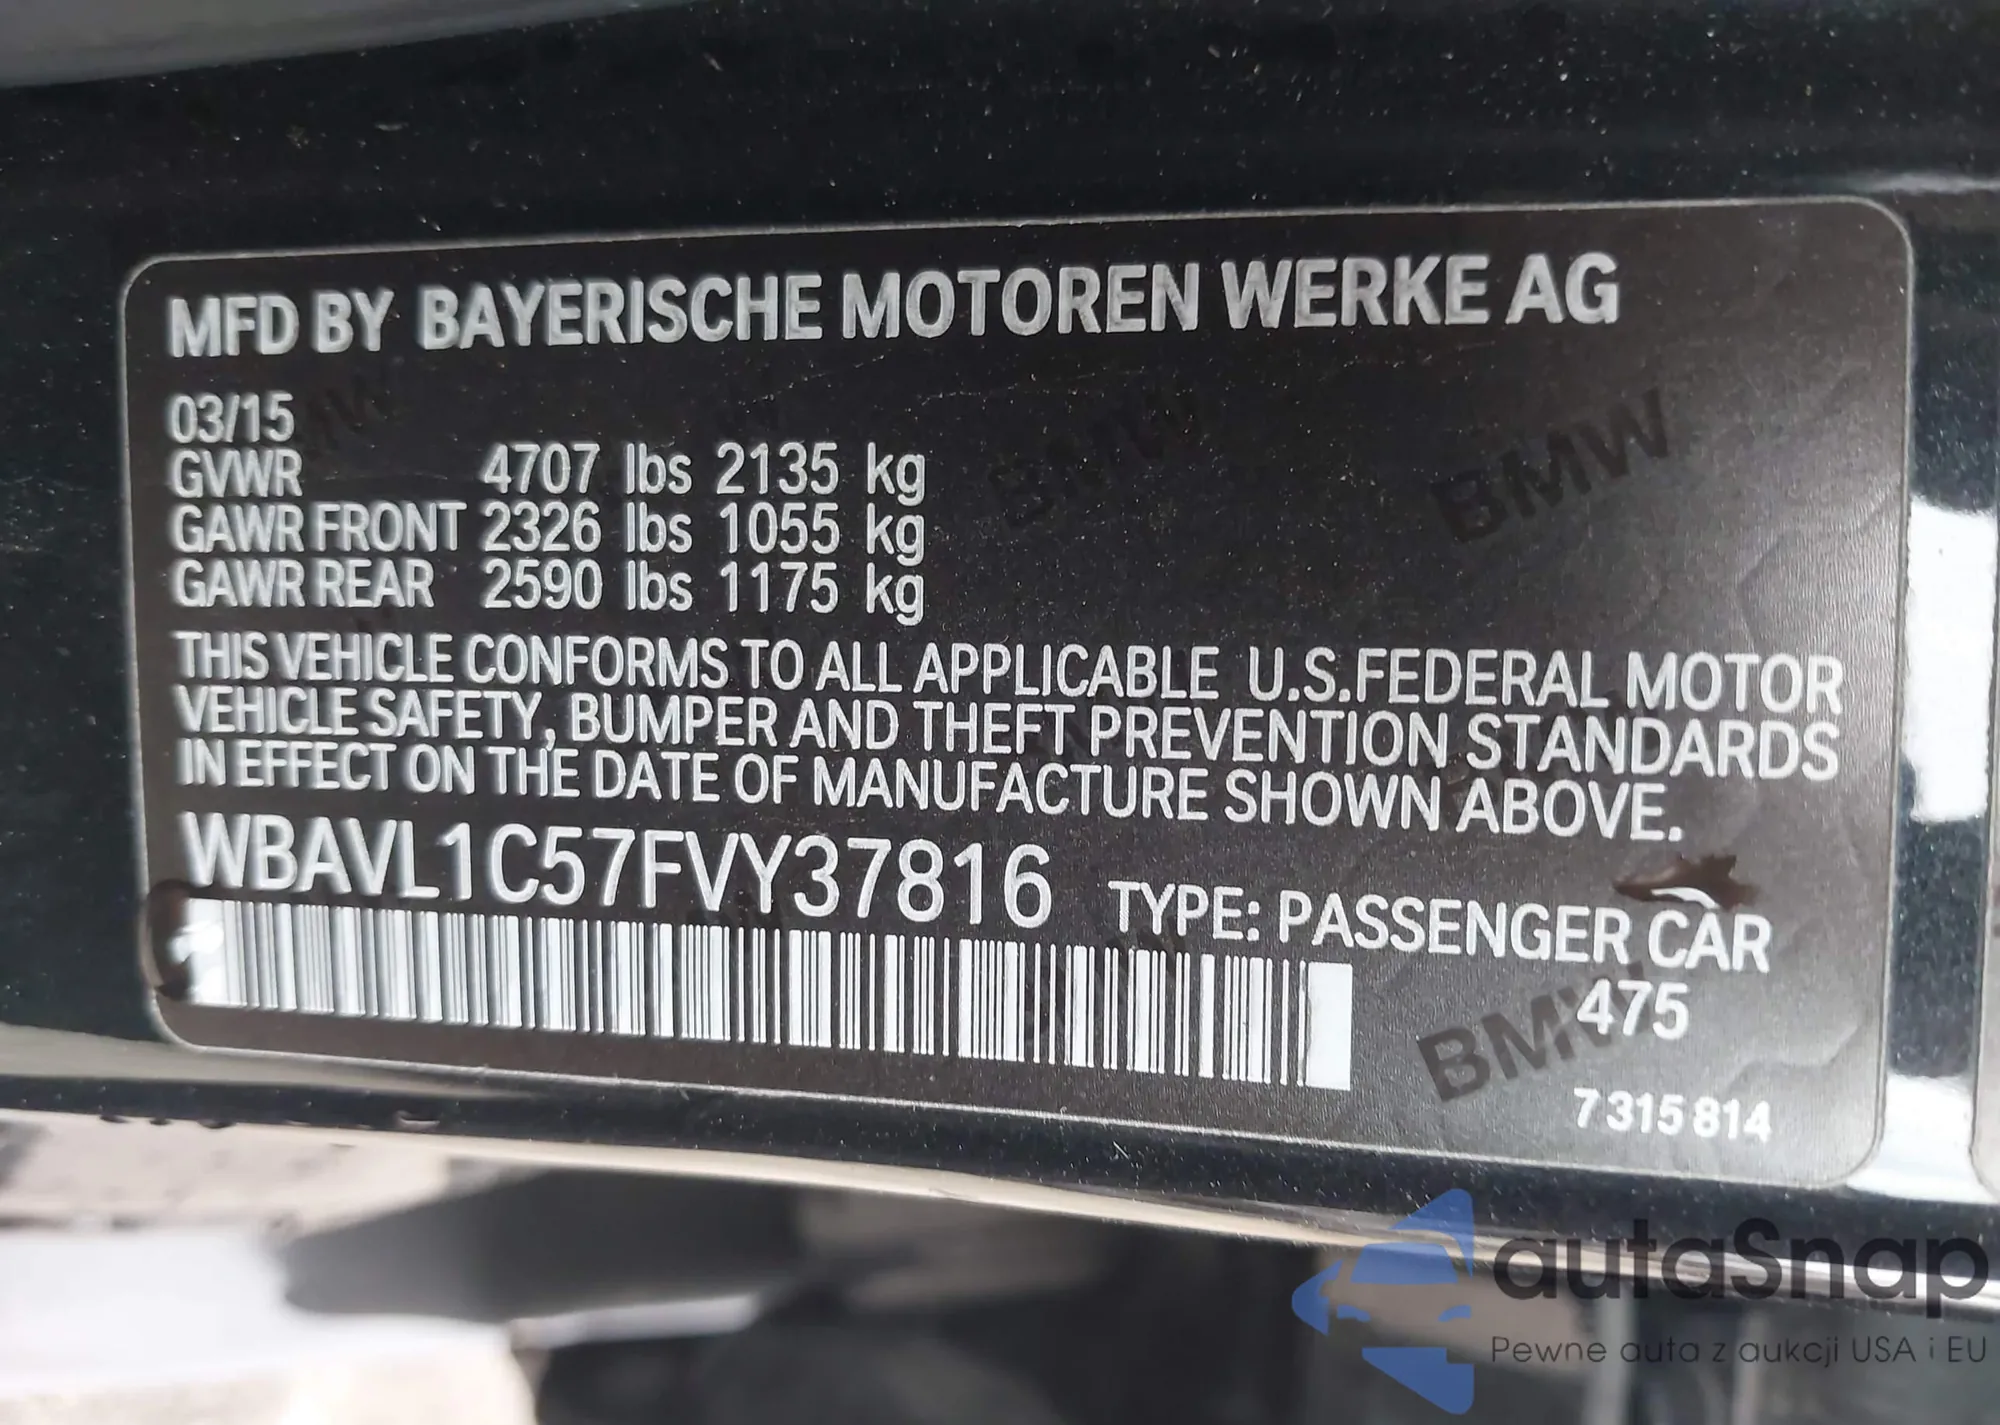 MFD BY BAYERISCHE MOTOREN WERKE AG
03/15
GVWR 4707 lbs 2135 kg
GAWR FRONT 2326 lbs 1055 kg
GAWR REAR 2590 lbs 1175 kg
THIS VEHICLE CONFORMS TO ALL APPLICABLE U.S.FEDERAL MOTOR
VEHICLE SAFETY, BUMPER AND THEFT PREVENTION STANDARDS
IN EFFECT ON THE DATE OF MANUFACTURE SHOWN ABOVE.
WBAVL1C57FVY37816 TYPE: PASSENGER CAR
475
7 315 814
BMW
BMW
BMW
BMW
autaSnap
Pewne auta z aukcji USA i EU